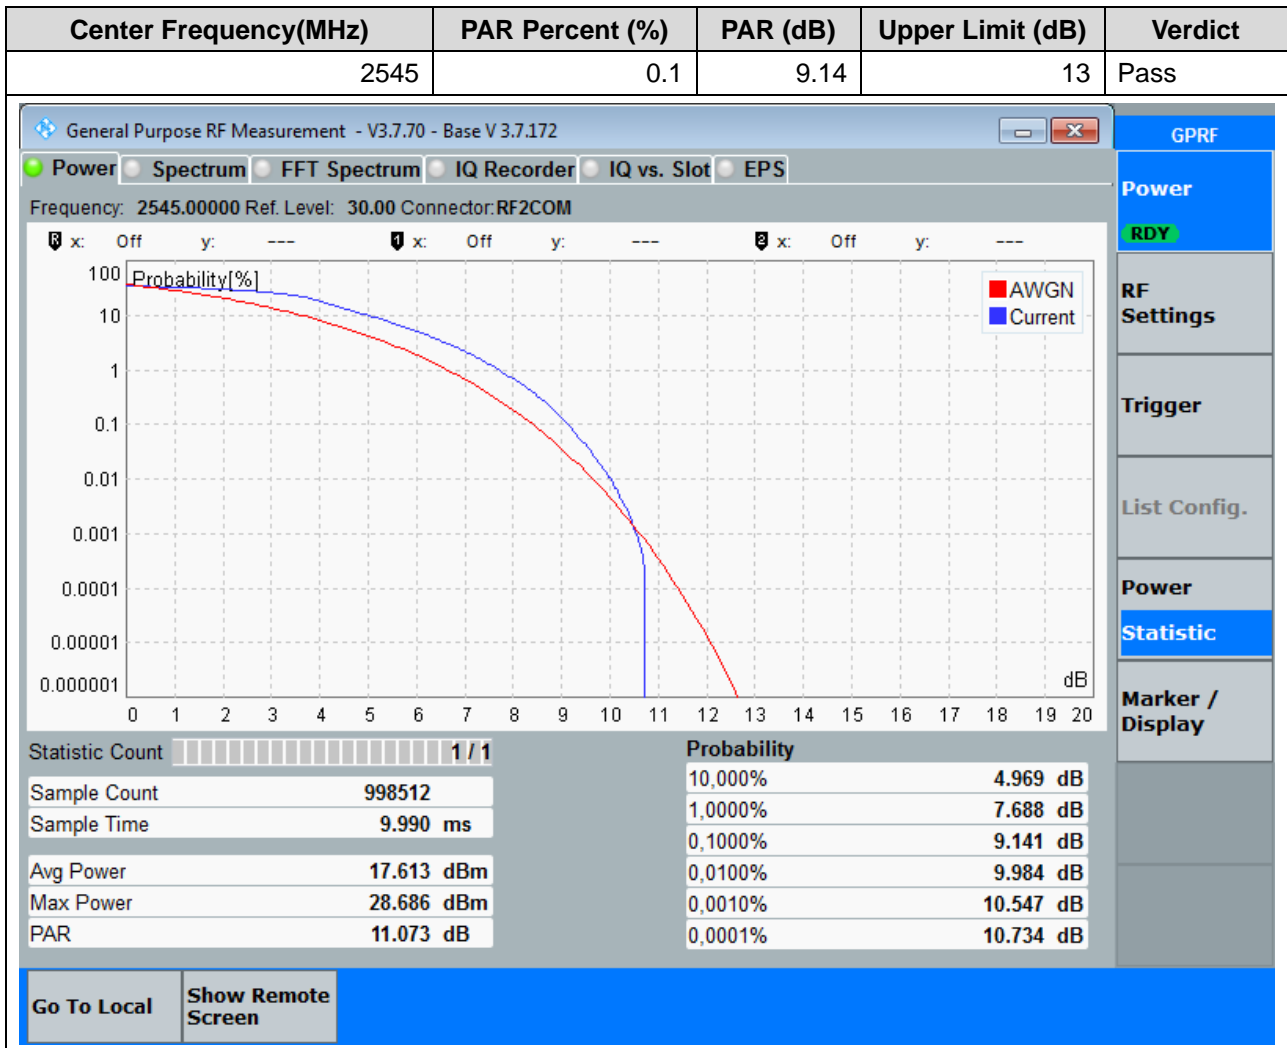 Center Frequency(MHz) PAR Percent (%) PAR (dB) Upper Limit (dB) Verdict
2545 0.1 9.14 13 Pass
General Purpose RF Measurement - V3.7.70 - Base V 3.7.172
GPRF
Power Spectrum FFT Spectrum IQ Recorder IQ vs. Slot EPS
Power
RDY
Frequency: 2545.00000 Ref. Level: 30.00 Connector:RF2COM
R x: Off y: --- 1 x: Off y: --- 2 x: Off y: ---
Probability[%]
AWGN
Current
100
10
1
0.1
0.01
0.001
0.0001
0.00001
0.000001
dB
0 1 2 3 4 5 6 7 8 9 10 11 12 13 14 15 16 17 18 19 20
RF
Settings
Trigger
List Config.
Power
Statistic
Marker /
Display
Statistic Count 1 / 1
Sample Count 998512
Sample Time 9.990 ms
Avg Power 17.613 dBm
Max Power 28.686 dBm
PAR 11.073 dB
Probability
10,000% 4.969 dB
1,0000% 7.688 dB
0,1000% 9.141 dB
0,0100% 9.984 dB
0,0010% 10.547 dB
0,0001% 10.734 dB
Go To Local
Show Remote
Screen